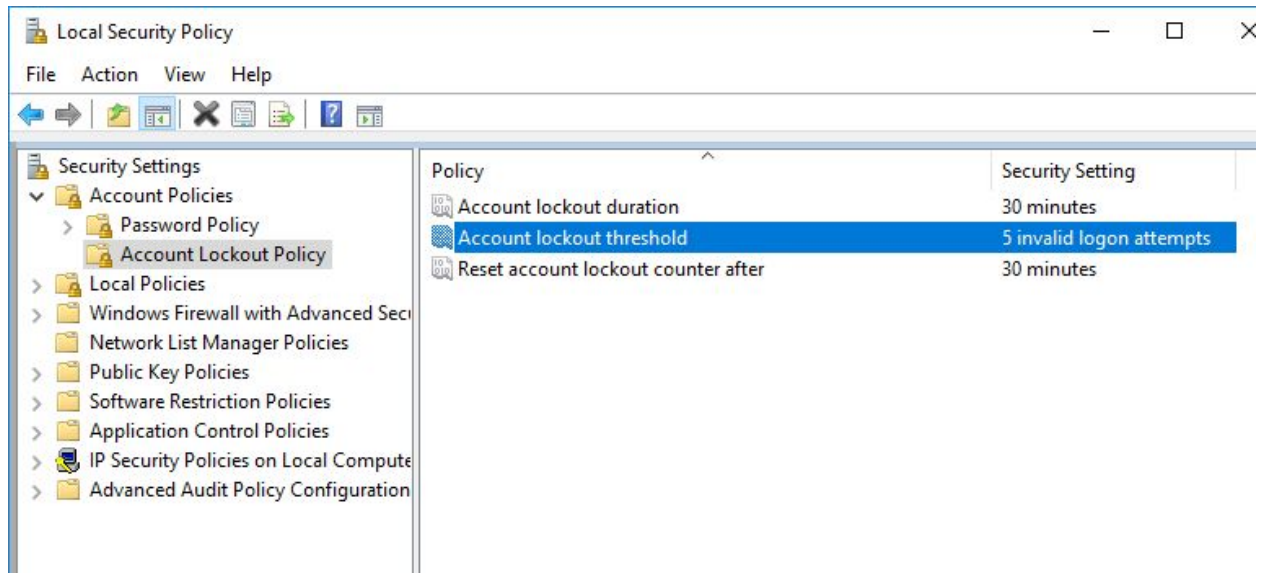 Local Security Policy
File Action View Help
Security Settings
Account Policies
Password Policy
Account Lockout Policy
Local Policies
Windows Firewall with Advanced Secu
Network List Manager Policies
Public Key Policies
Software Restriction Policies
Application Control Policies
IP Security Policies on Local Compute
Advanced Audit Policy Configuration
Policy Security Setting
Account lockout duration 30 minutes
Account lockout threshold 5 invalid logon attempts
Reset account lockout counter after 30 minutes